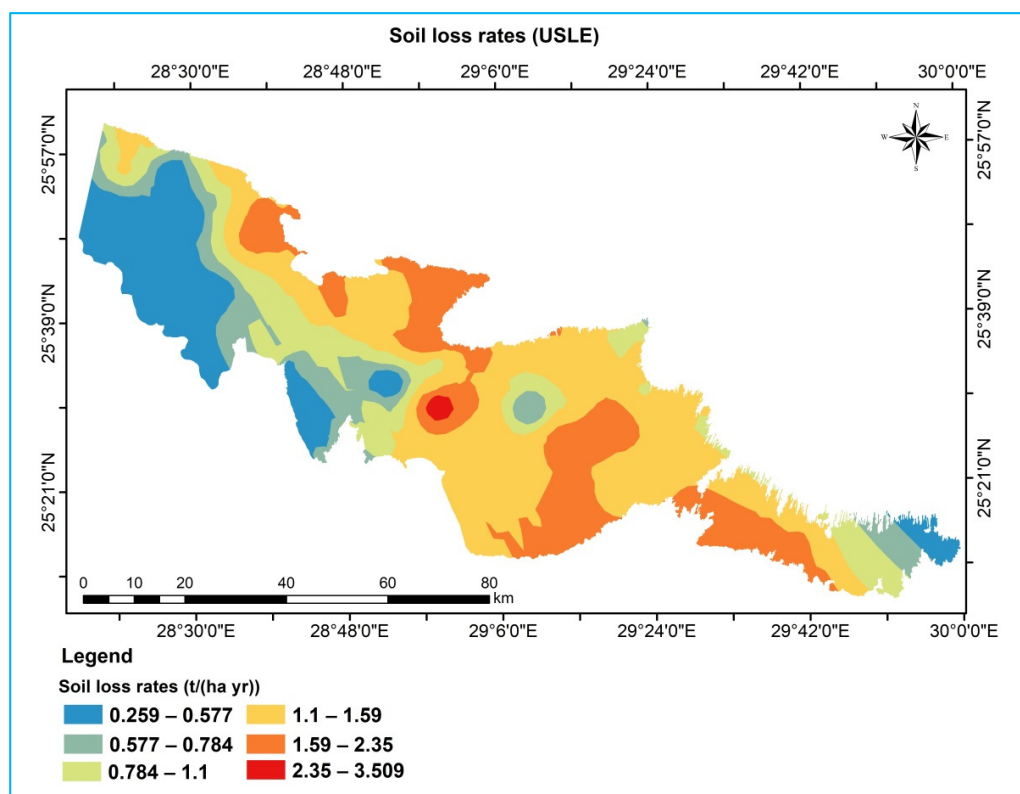 Soil loss rates (USLE)
28°30'0"E 28°48'0"E 29°6'0"E 29°24'0"E 29°42'0"E 30°0'0"E
N
W E
S
25°57'0"N 25°57'0"N
25°39'0"N 25°39'0"N
25°21'0"N 25°21'0"N
0 10 20 40 60 80
km
28°30'0"E 28°48'0"E 29°6'0"E 29°24'0"E 29°42'0"E 30°0'0"E
Legend
Soil loss rates (t/(ha yr))
0.259 – 0.577 1.1 – 1.59
0.577 – 0.784 1.59 – 2.35
0.784 – 1.1 2.35 – 3.509